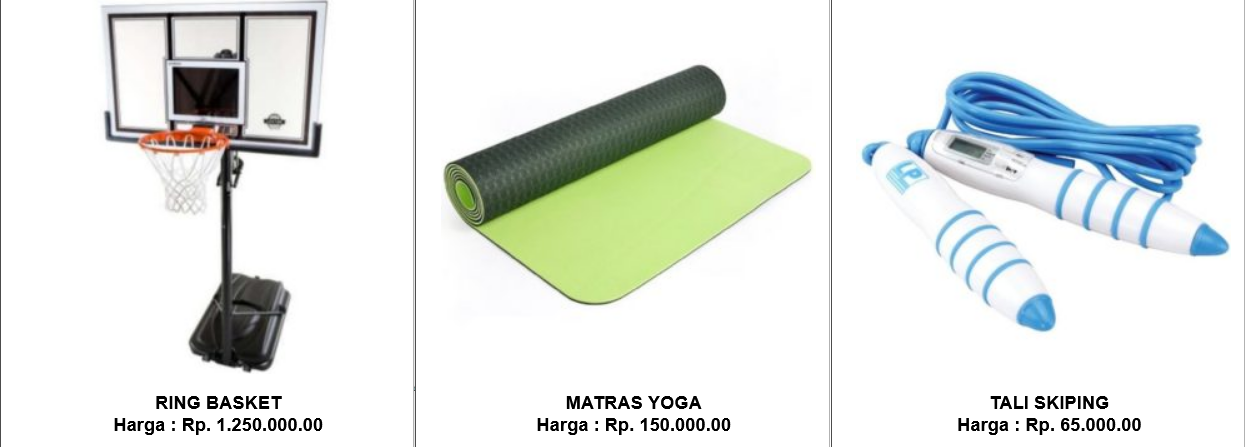 RING BASKET
Harga : Rp. 1.250.000.00
MATRAS YOGA
Harga : Rp. 150.000.00
TALI SKIPING
Harga : Rp. 65.000.00